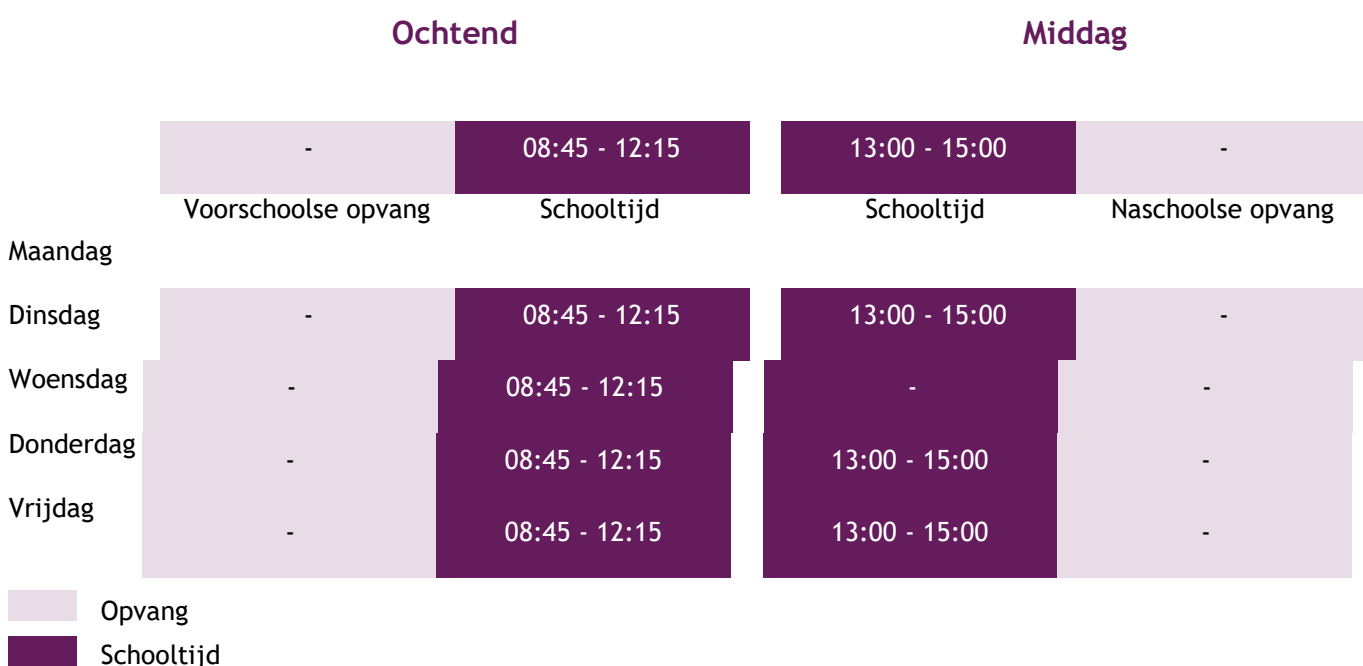 Ochtend Middag
- 08:45 - 12:15 13:00 - 15:00 -
Voorschoolse opvang Schooltijd Schooltijd Naschoolse opvang
Maandag
Dinsdag - 08:45 - 12:15 13:00 - 15:00 -
Woensdag - 08:45 - 12:15 - -
Donderdag - 08:45 - 12:15 13:00 - 15:00 -
Vrijdag - 08:45 - 12:15 13:00 - 15:00 -
Opvang
Schooltijd